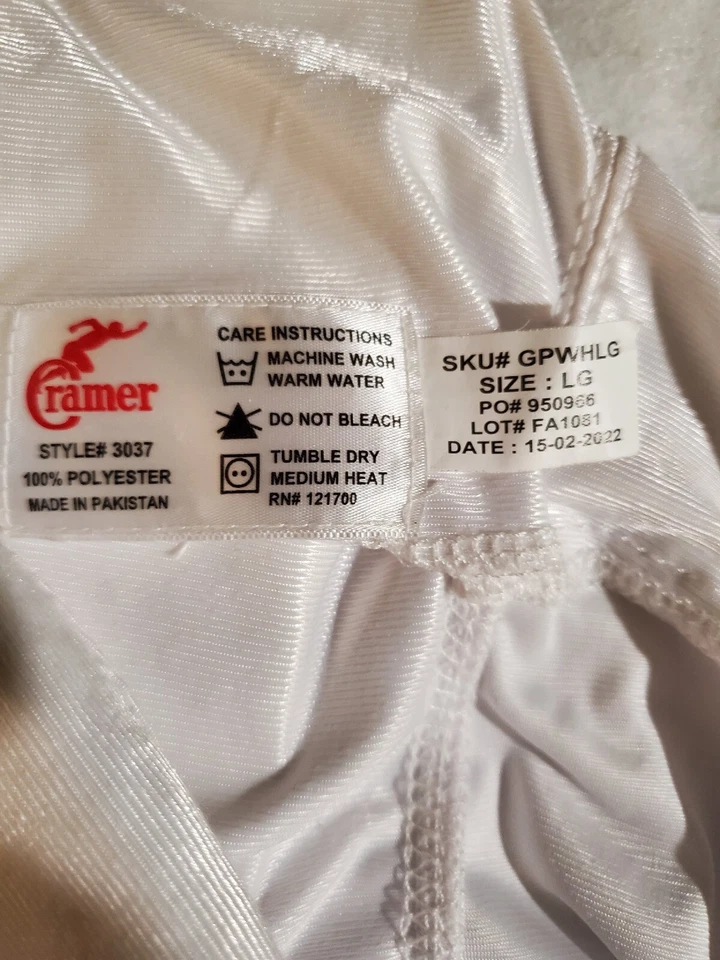 Cramer
STYLE# 3037
100% POLYESTER
MADE IN PAKISTAN
CARE INSTRUCTIONS
MACHINE WASH
WARM WATER
DO NOT BLEACH
TUMBLE DRY
MEDIUM HEAT
RN# 121700
SKU# GPWHLG
SIZE : LG
PO# 950966
LOT# FA1081
DATE : 15-02-2022